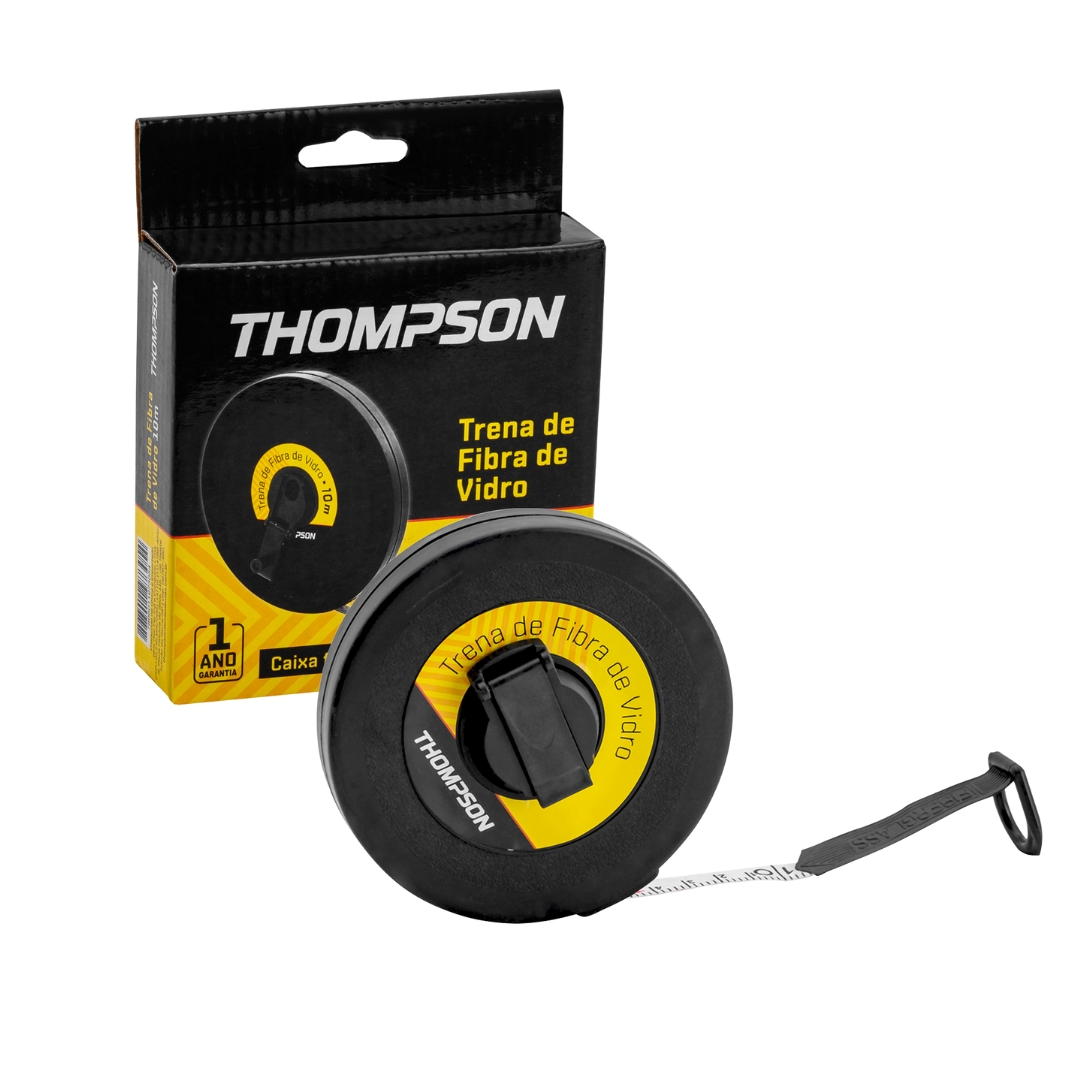 THOMPSON
Trena de
Fibra de
Vidro
Trena de Fibra de Vidro • 10m
PSON
1
ANO
GARANTIA
Caixa
THOMPSON
Trena de Fibra
de Vidro 10m
Trena de Fibra de Vidro
THOMPSON
FIBERGLASS